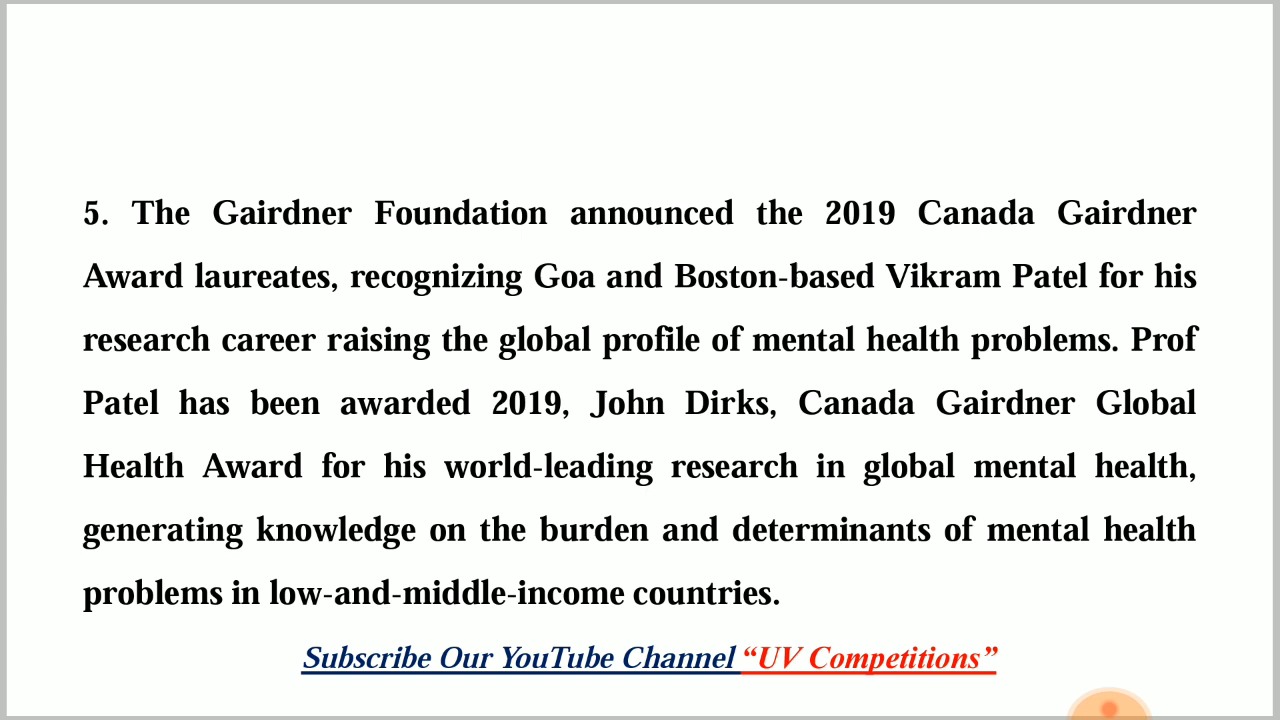 5. The Gairdner Foundation announced the 2019 Canada Gairdner
Award laureates, recognizing Goa and Boston-based Vikram Patel for his
research career raising the global profile of mental health problems. Prof
Patel has been awarded 2019, John Dirks, Canada Gairdner Global
Health Award for his world-leading research in global mental health,
generating knowledge on the burden and determinants of mental health
problems in low-and-middle-income countries.
Subscribe Our YouTube Channel “UV Competitions”